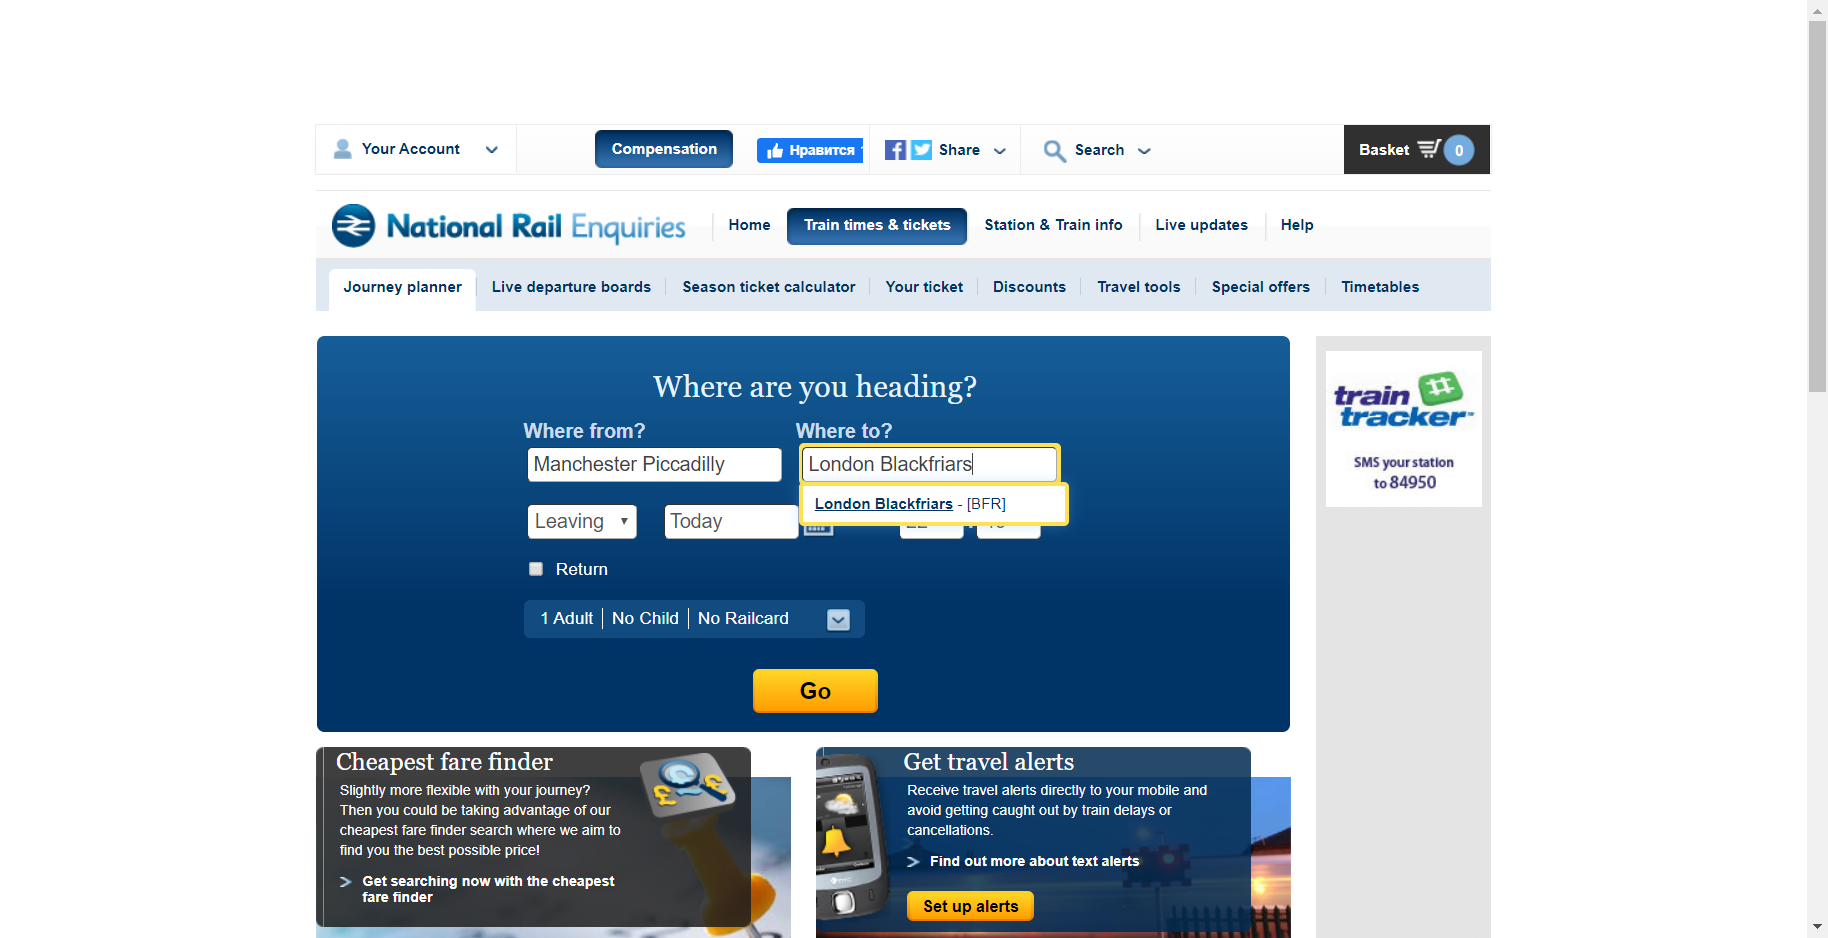 Your Account
Compensation
Нравится
Share
Search
Basket 0
National Rail Enquiries
Home
Train times & tickets
Station & Train info
Live updates
Help
Journey planner
Live departure boards
Season ticket calculator
Your ticket
Discounts
Travel tools
Special offers
Timetables
Where are you heading?
Where from?
Where to?
Manchester Piccadilly
London Blackfriars
London Blackfriars - [BFR]
Leaving
Today
Return
1 Adult | No Child | No Railcard
Go
train tracker™
SMS your station
to 84950
Cheapest fare finder
Slightly more flexible with your journey?
Then you could be taking advantage of our
cheapest fare finder search where we aim to
find you the best possible price!
Get searching now with the cheapest
fare finder
Get travel alerts
Receive travel alerts directly to your mobile and
avoid getting caught out by train delays or
cancellations.
Find out more about text alerts
Set up alerts